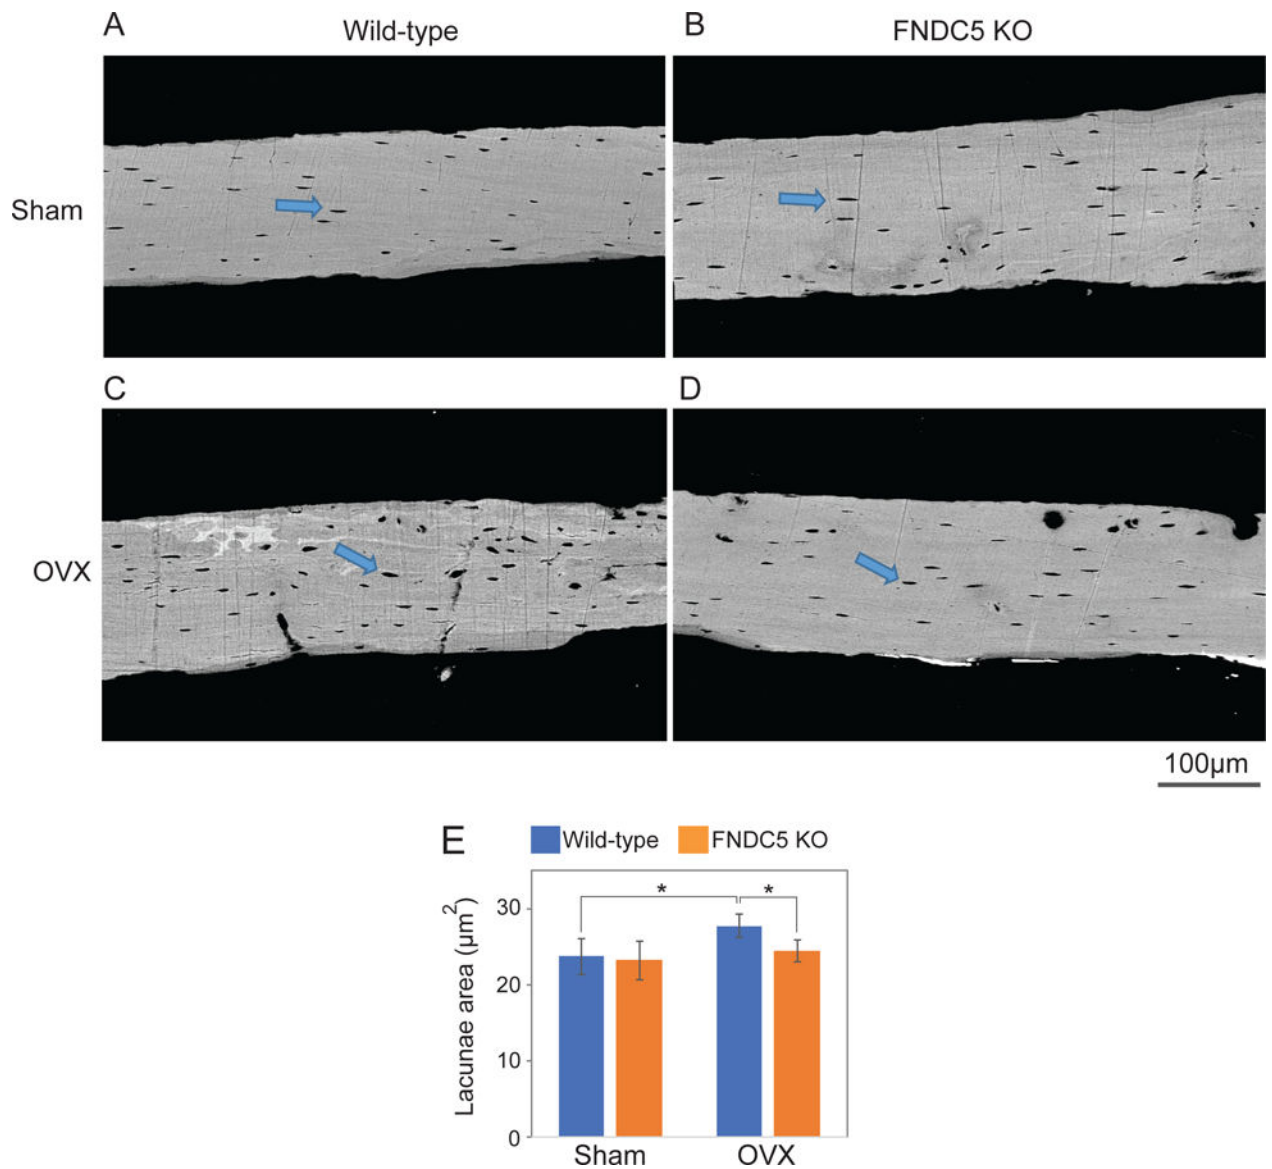 A Wild-type B FNDC5 KO
Sham
C D
OVX
100µm
E Wild-type FNDC5 KO
Lacunae area (µm²)
30
20
10
0
* *
Sham OVX